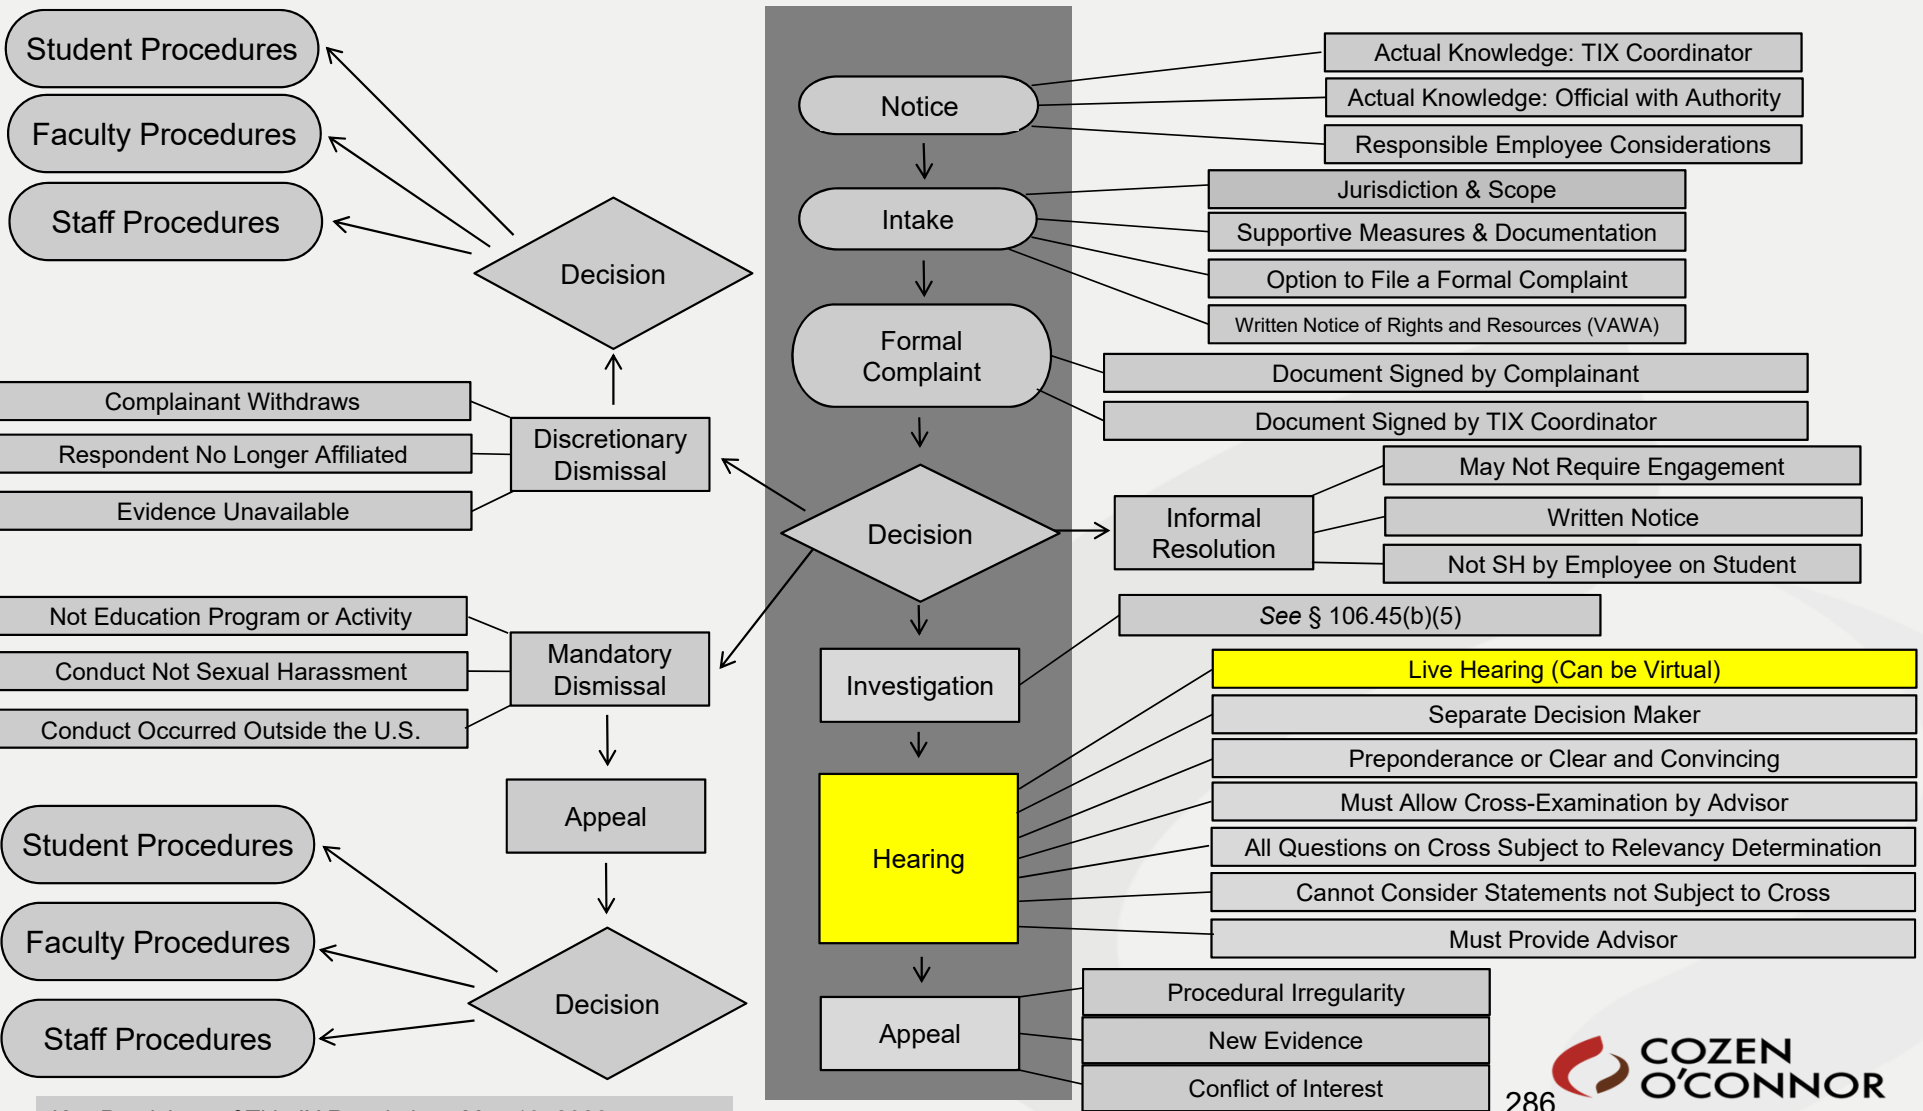 Student Procedures
Faculty Procedures
Staff Procedures
Decision
Complainant Withdraws
Respondent No Longer Affiliated
Evidence Unavailable
Discretionary
Dismissal
Not Education Program or Activity
Conduct Not Sexual Harassment
Conduct Occurred Outside the U.S.
Mandatory
Dismissal
Appeal
Student Procedures
Faculty Procedures
Staff Procedures
Decision
Notice
Intake
Formal
Complaint
Decision
Investigation
Hearing
Appeal
Actual Knowledge: TIX Coordinator
Actual Knowledge: Official with Authority
Responsible Employee Considerations
Jurisdiction & Scope
Supportive Measures & Documentation
Option to File a Formal Complaint
Written Notice of Rights and Resources (VAWA)
Document Signed by Complainant
Document Signed by TIX Coordinator
Informal
Resolution
May Not Require Engagement
Written Notice
Not SH by Employee on Student
See § 106.45(b)(5)
Live Hearing (Can be Virtual)
Separate Decision Maker
Preponderance or Clear and Convincing
Must Allow Cross-Examination by Advisor
All Questions on Cross Subject to Relevancy Determination
Cannot Consider Statements not Subject to Cross
Must Provide Advisor
Procedural Irregularity
New Evidence
Conflict of Interest
286
COZEN
O'CONNOR